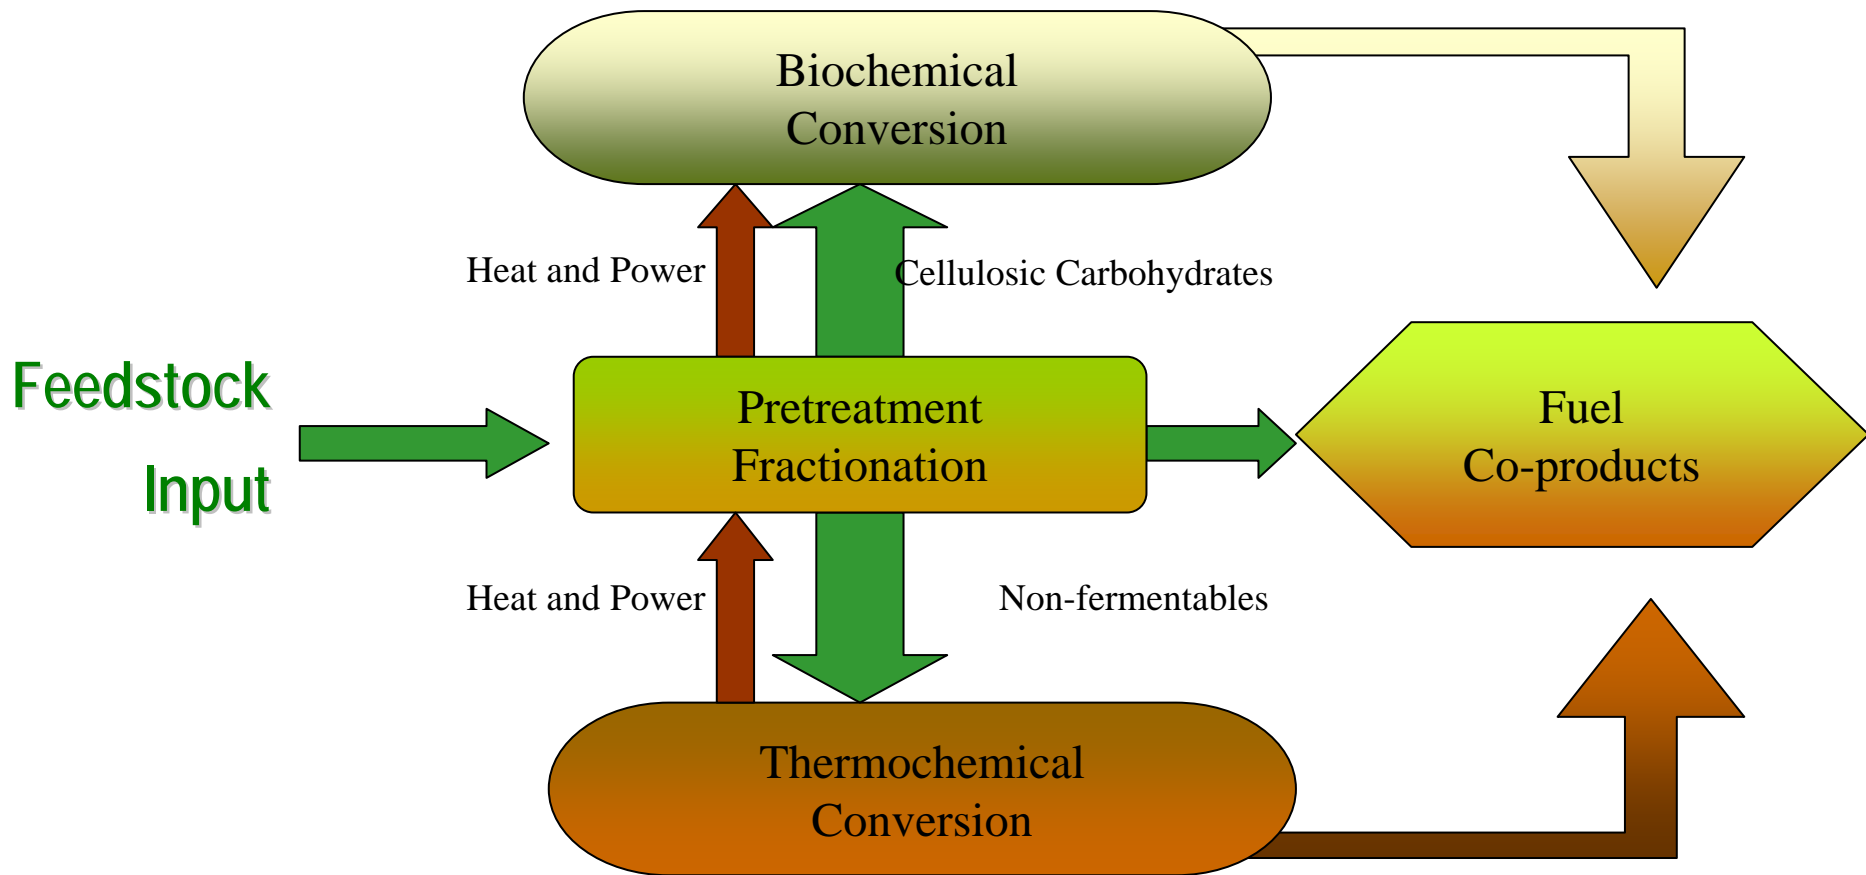 Biochemical
Conversion
Heat and Power
Cellulosic Carbohydrates
Feedstock
Input
Pretreatment
Fractionation
Fuel
Co-products
Heat and Power
Non-fermentables
Thermochemical
Conversion